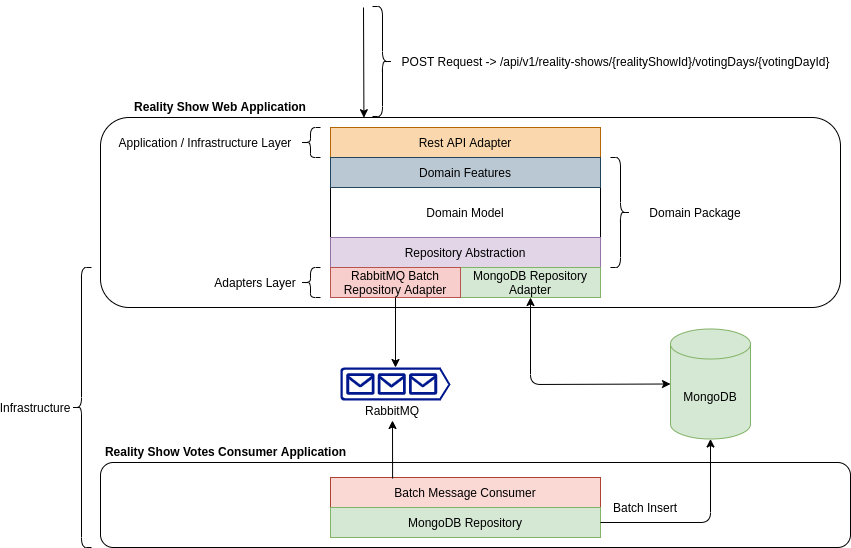 POST Request -> /api/v1/reality-shows/{realityShowId}/votingDays/{votingDayId}
Reality Show Web Application
Application / Infrastructure Layer
Rest API Adapter
Domain Features
Domain Model
Domain Package
Repository Abstraction
Adapters Layer
RabbitMQ Batch
Repository Adapter
MongoDB Repository
Adapter
MongoDB
Infrastructure
RabbitMQ
Reality Show Votes Consumer Application
Batch Message Consumer
MongoDB Repository
Batch Insert